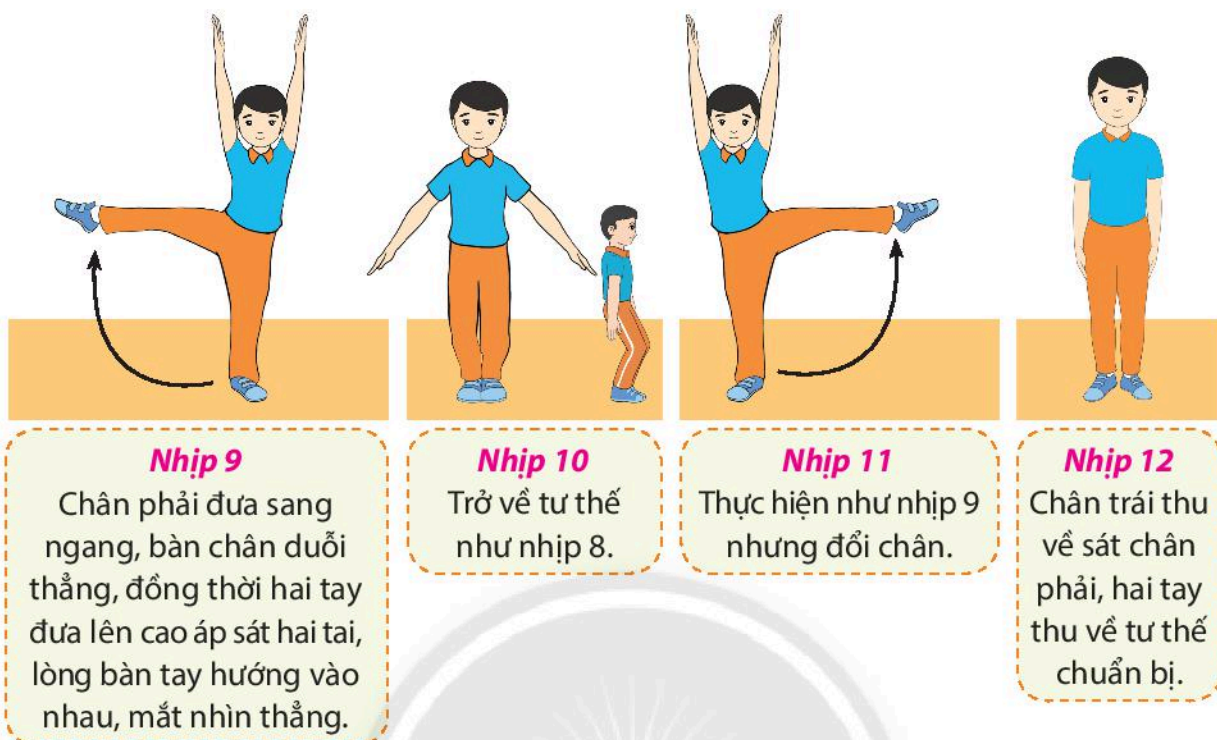 Nhịp 9
Chân phải đưa sang
ngang, bàn chân duỗi
thẳng, đồng thời hai tay
đưa lên cao áp sát hai tai,
lòng bàn tay hướng vào
nhau, mắt nhìn thẳng.
Nhịp 10
Trở về tư thế
như nhịp 8.
Nhịp 11
Thực hiện như nhịp 9
nhưng đổi chân.
Nhịp 12
Chân trái thu
về sát chân
phải, hai tay
thu về tư thế
chuẩn bị.